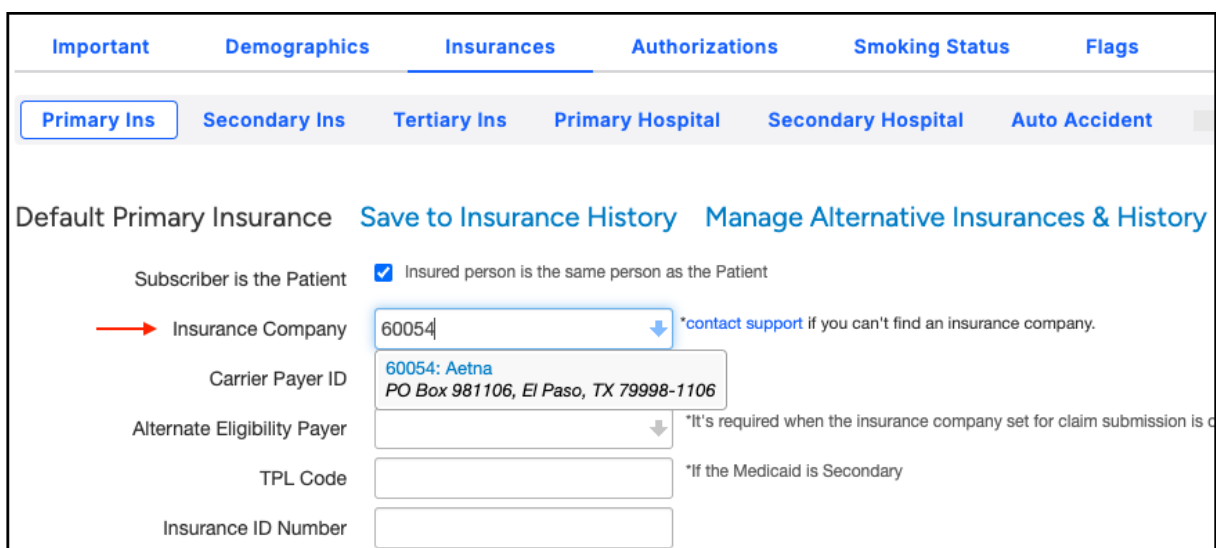 Important Demographics Insurances Authorizations Smoking Status Flags
Primary Ins Secondary Ins Tertiary Ins Primary Hospital Secondary Hospital Auto Accident
Default Primary Insurance Save to Insurance History Manage Alternative Insurances & History
Subscriber is the Patient Insured person is the same person as the Patient
Insurance Company 60054 *contact support if you can't find an insurance company.
Carrier Payer ID 60054: Aetna
PO Box 981106, El Paso, TX 79998-1106
Alternate Eligibility Payer *It's required when the insurance company set for claim submission is
TPL Code *If the Medicaid is Secondary
Insurance ID Number